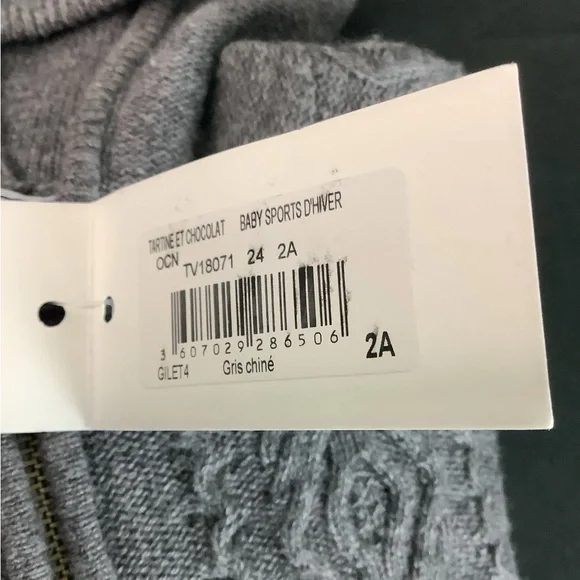 TARTINE ET CHOCOLAT BABY SPORTS D'HIVER
OCN TV18071 24 2A
3 607029 286506
2A
GILET4 Gris chiné